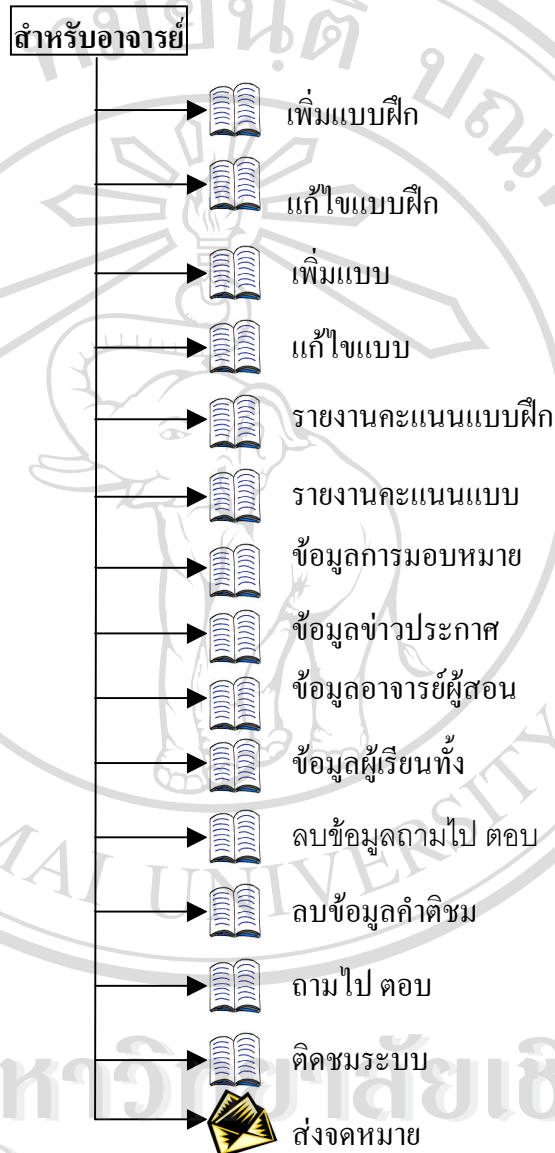 สำหรับอาจารย์
เพิ่มแบบฝึก
แก้ไขแบบฝึก
เพิ่มแบบ
แก้ไขแบบ
รายงานคะแนนแบบฝึก
รายงานคะแนนแบบ
ข้อมูลการมอบหมาย
ข้อมูลข่าวประกาศ
ข้อมูลอาจารย์ผู้สอน
ข้อมูลผู้เรียนทั้ง
ลบข้อมูลถามไป ตอบ
ลบข้อมูลคำติชม
ถามไป ตอบ
ติดชมระบบ
ส่งจดหมาย